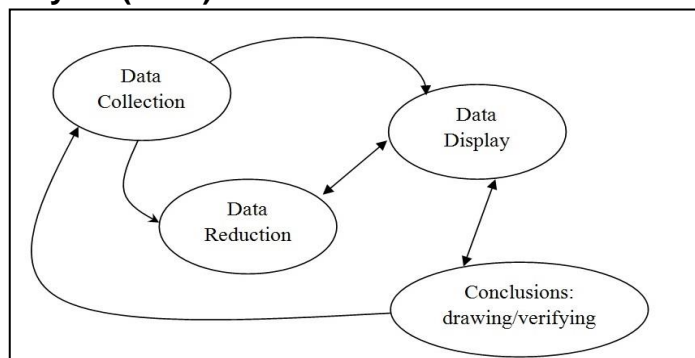 Data
Collection
Data
Display
Data
Reduction
Conclusions:
drawing/verifying